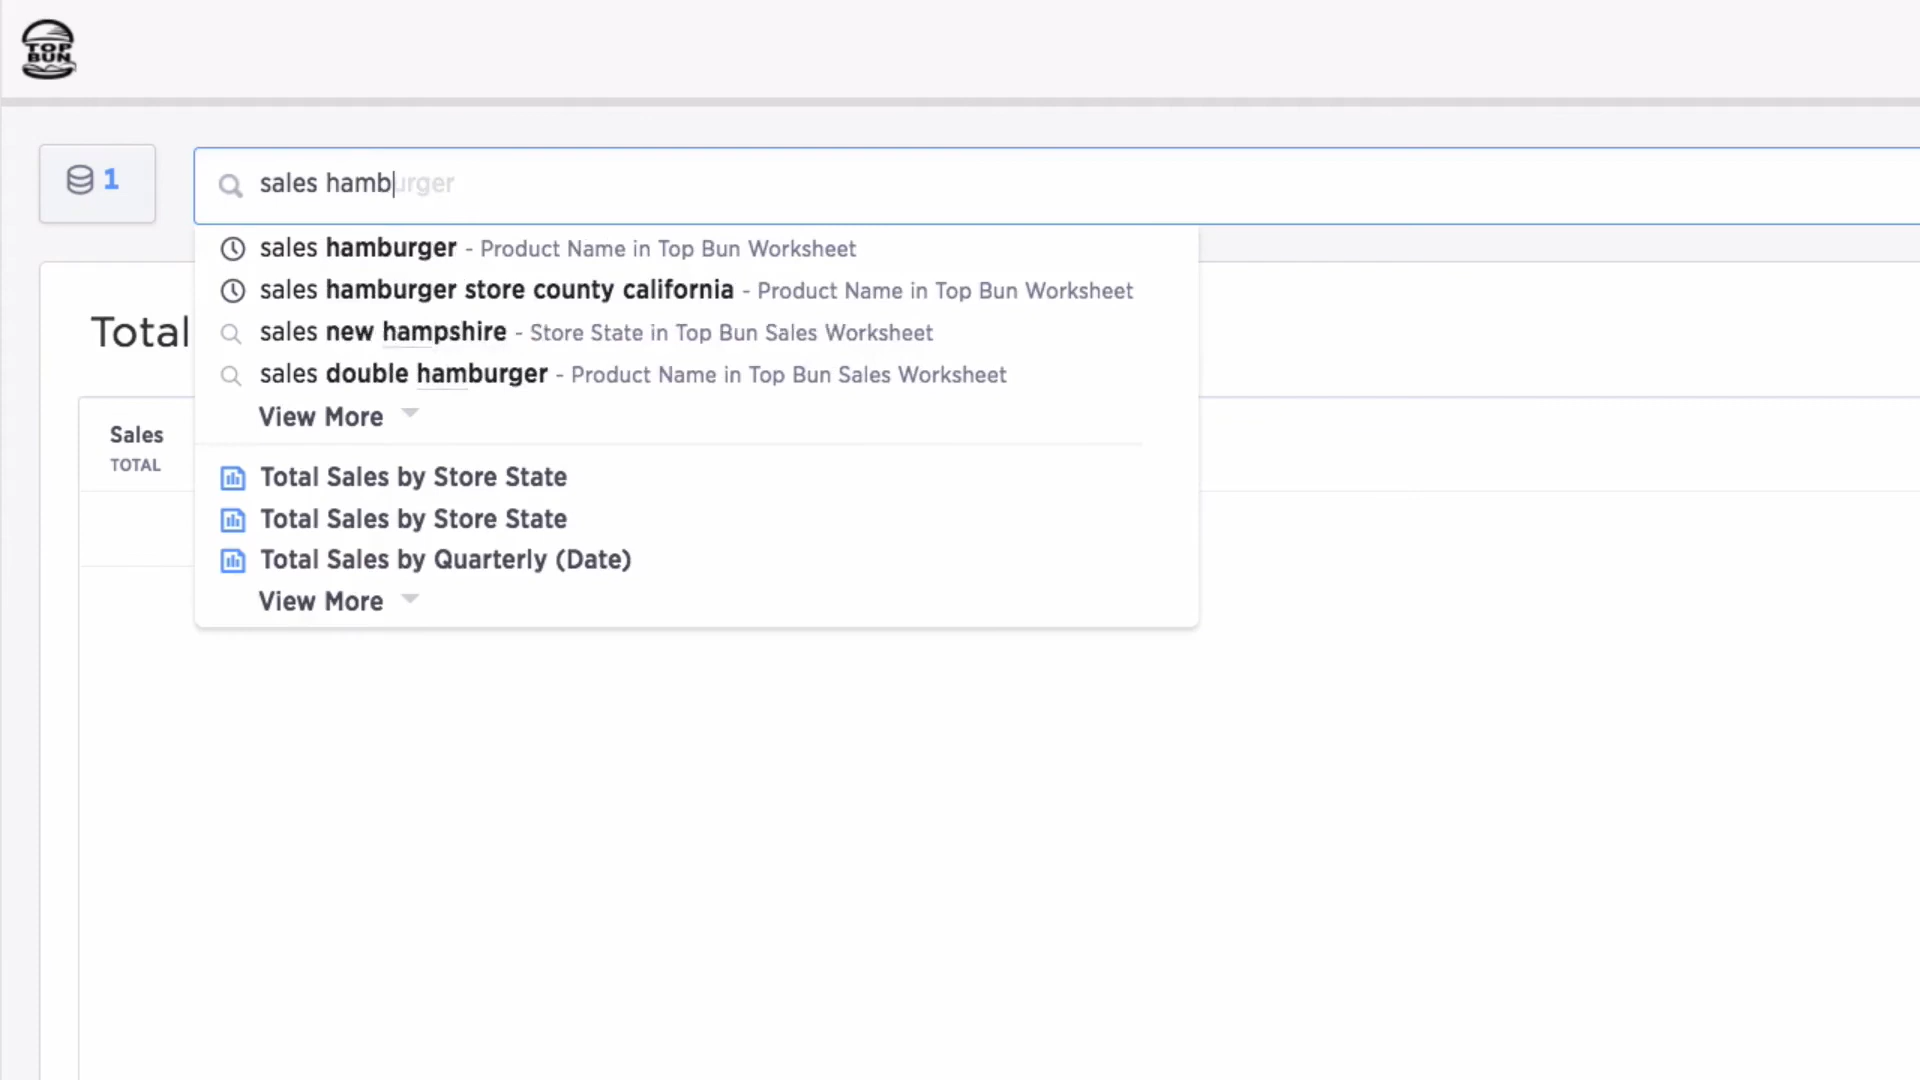 TOP
BUN
1
sales hamburger
sales hamburger - Product Name in Top Bun Worksheet
sales hamburger store county california - Product Name in Top Bun Worksheet
sales new hampshire - Store State in Top Bun Sales Worksheet
sales double hamburger - Product Name in Top Bun Sales Worksheet
View More
Total
Sales
TOTAL
Total Sales by Store State
Total Sales by Store State
Total Sales by Quarterly (Date)
View More